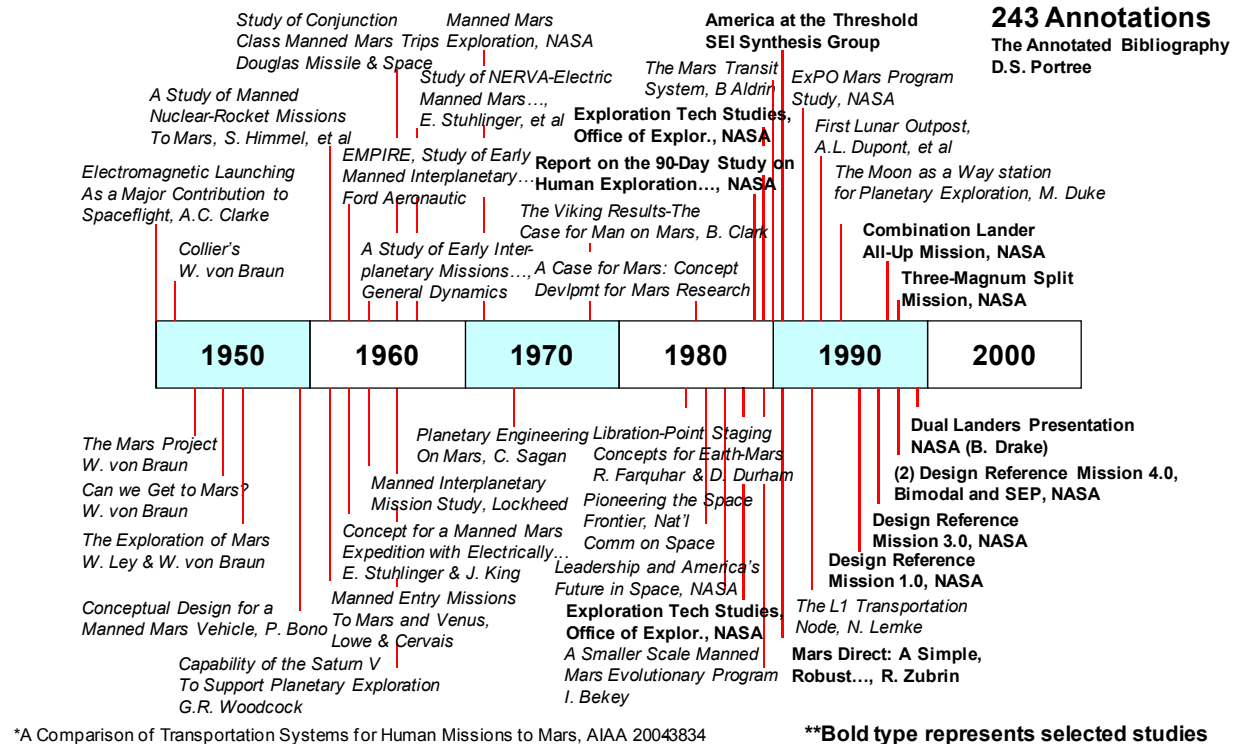 Study of Conjunction
Class Manned Mars Trips
Douglas Missile & Space
Manned Mars
Exploration, NASA
America at the Threshold
SEI Synthesis Group
243 Annotations
The Annotated Bibliography
D.S. Portree
A Study of Manned
Nuclear-Rocket Missions
To Mars, S. Himmel, et al
Study of NERVA-Electric
Manned Mars…,
E. Stuhlinger, et al
The Mars Transit
System, B Aldrin
ExPO Mars Program
Study, NASA
Exploration Tech Studies,
Office of Explor., NASA
First Lunar Outpost,
A.L. Dupont, et al
Electromagnetic Launching
As a Major Contribution to
Spaceflight, A.C. Clarke
EMPIRE, Study of Early
Manned Interplanetary…
Ford Aeronautic
Report on the 90-Day Study on
Human Exploration…, NASA
The Moon as a Way station
for Planetary Exploration, M. Duke
The Viking Results-The
Case for Man on Mars, B. Clark
Collier's
W. von Braun
A Study of Early Inter-
planetary Missions…,
General Dynamics
A Case for Mars: Concept
Devlpmt for Mars Research
Combination Lander
All-Up Mission, NASA
Three-Magnum Split
Mission, NASA
1950
1960
1970
1980
1990
2000
The Mars Project
W. von Braun
Can we Get to Mars?
W. von Braun
The Exploration of Mars
W. Ley & W. von Braun
Conceptual Design for a
Manned Mars Vehicle, P. Bono
Capability of the Saturn V
To Support Planetary Exploration
G.R. Woodcock
Planetary Engineering
On Mars, C. Sagan
Manned Interplanetary
Mission Study, Lockheed
Concept for a Manned Mars
Expedition with Electrically…
E. Stuhlinger & J. King
Manned Entry Missions
To Mars and Venus,
Lowe & Cervais
Libration-Point Staging
Concepts for Earth-Mars
R. Farquhar & D. Durham
Pioneering the Space
Frontier, Nat'l
Comm on Space
Leadership and America's
Future in Space, NASA
Exploration Tech Studies,
Office of Explor., NASA
A Smaller Scale Manned
Mars Evolutionary Program
I. Bekey
Dual Landers Presentation
NASA (B. Drake)
(2) Design Reference Mission 4.0,
Bimodal and SEP, NASA
Design Reference
Mission 3.0, NASA
Design Reference
Mission 1.0, NASA
The L1 Transportation
Node, N. Lemke
Mars Direct: A Simple,
Robust…, R. Zubrin
*A Comparison of Transportation Systems for Human Missions to Mars, AIAA 20043834
**Bold type represents selected studies